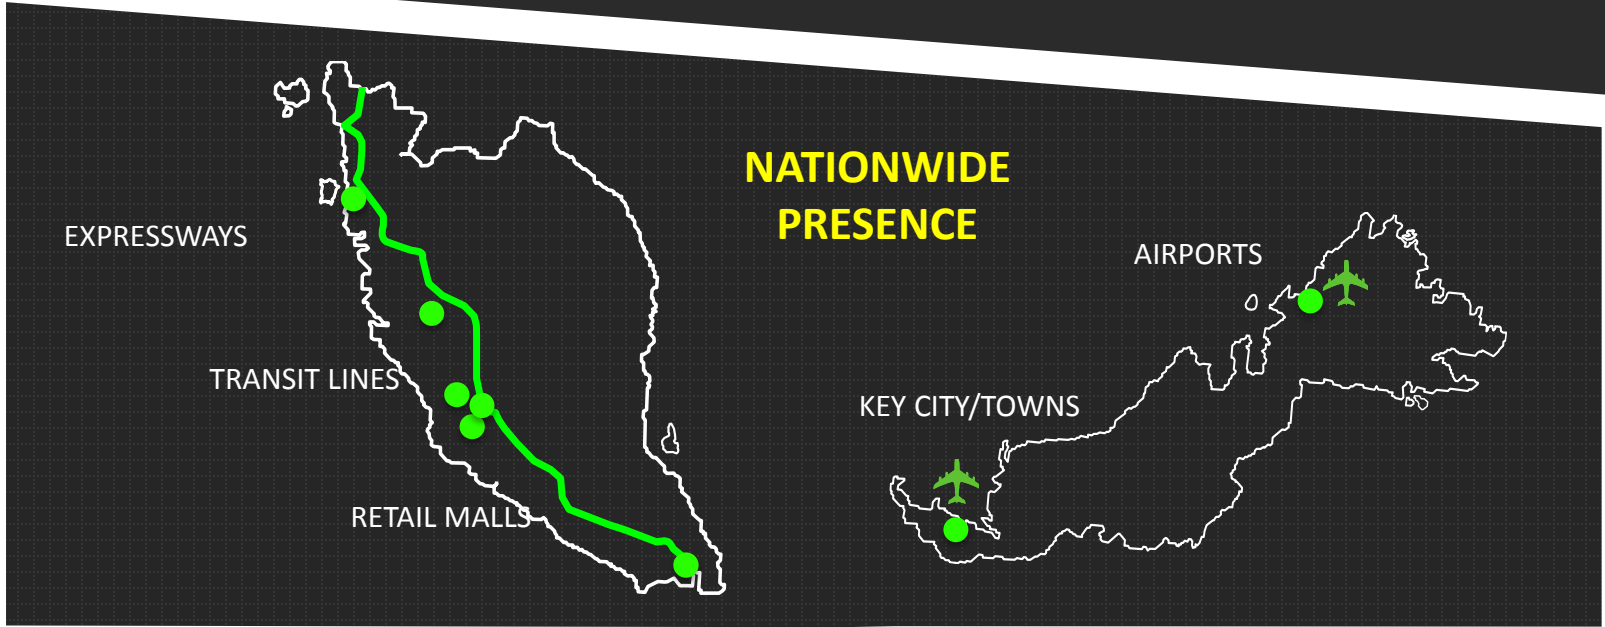 NATIONWIDE
PRESENCE
EXPRESSWAYS
AIRPORTS
TRANSIT LINES
KEY CITY/TOWNS
RETAIL MALLS